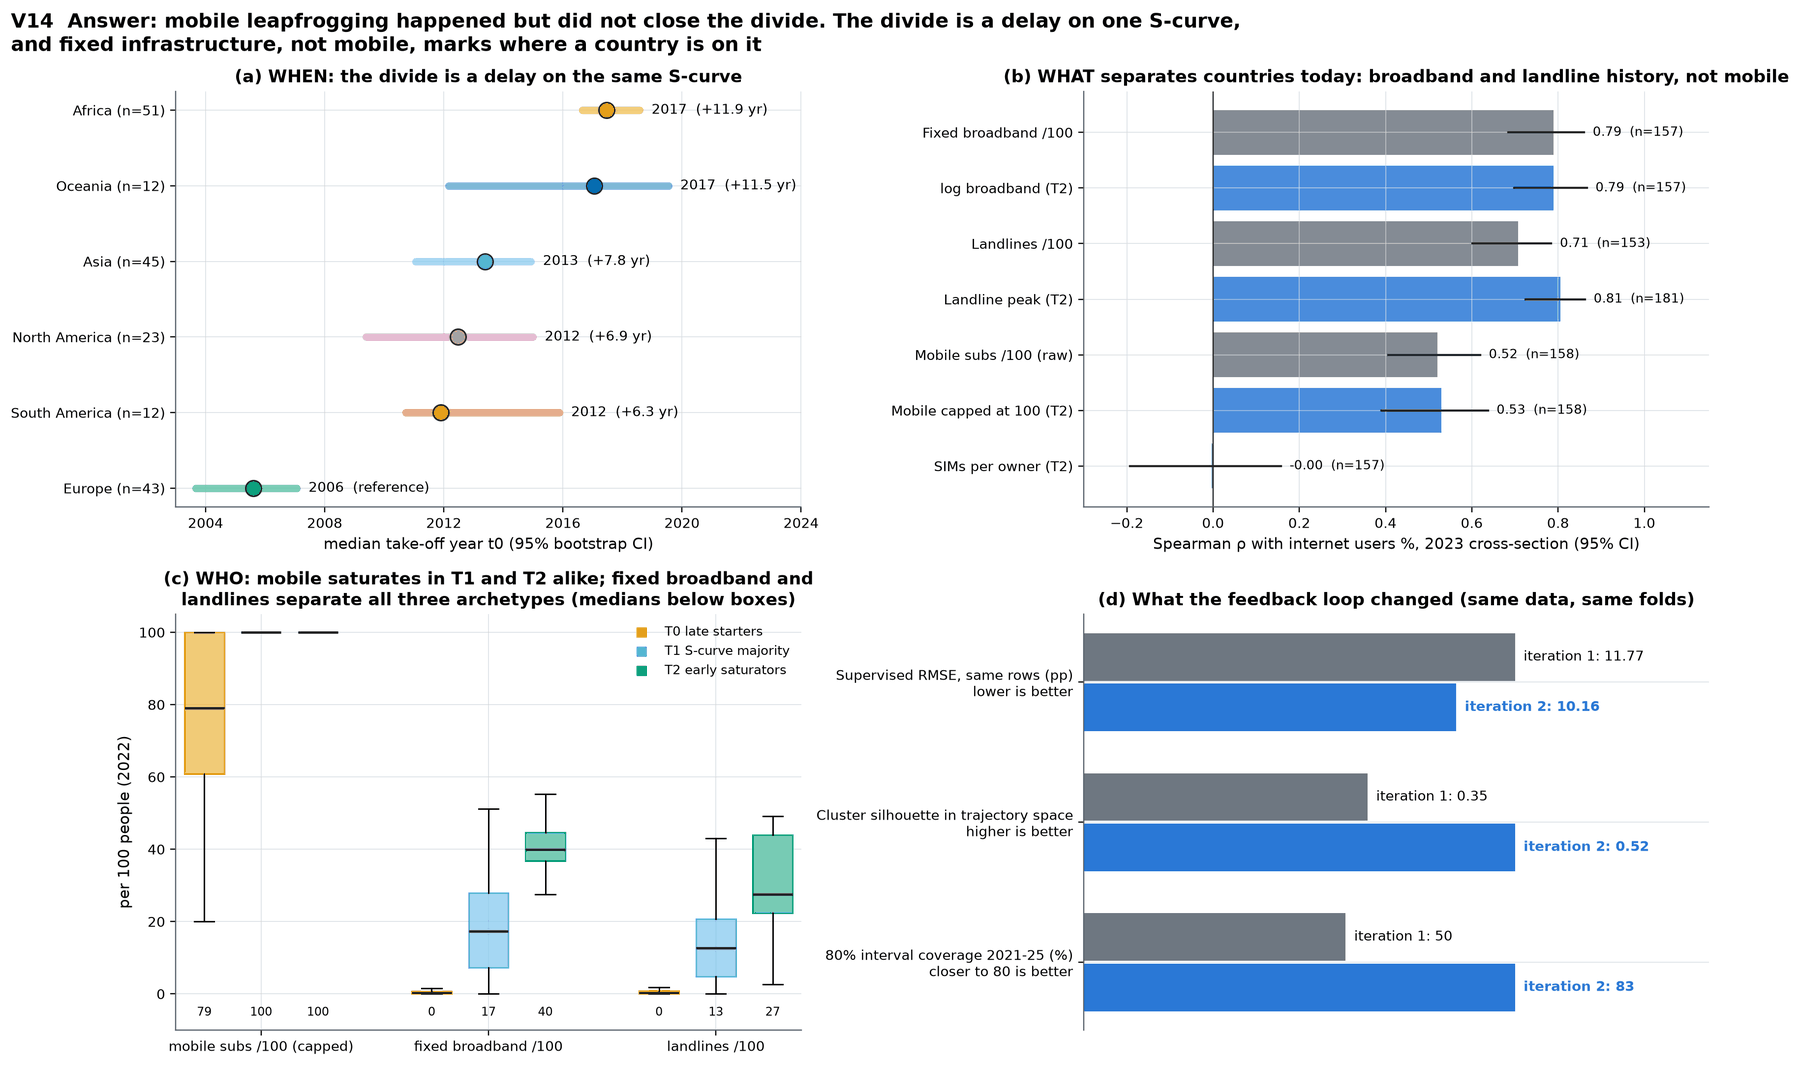 V14  Answer: mobile leapfrogging happened but did not close the divide. The divide is a delay on one S-curve,
and fixed infrastructure, not mobile, marks where a country is on it
(a) WHEN: the divide is a delay on the same S-curve
Africa (n=51)
2017  (+11.9 yr)
Oceania (n=12)
2017  (+11.5 yr)
Asia (n=45)
2013  (+7.8 yr)
North America (n=23)
2012  (+6.9 yr)
South America (n=12)
2012  (+6.3 yr)
Europe (n=43)
2006  (reference)
2004 2008 2012 2016 2020 2024
median take-off year t0 (95% bootstrap CI)
(b) WHAT separates countries today: broadband and landline history, not mobile
Fixed broadband /100
0.79  (n=157)
log broadband (T2)
0.79  (n=157)
Landlines /100
0.71  (n=153)
Landline peak (T2)
0.81  (n=181)
Mobile subs /100 (raw)
0.52  (n=158)
Mobile capped at 100 (T2)
0.53  (n=158)
SIMs per owner (T2)
-0.00  (n=157)
−0.2 0.0 0.2 0.4 0.6 0.8 1.0
Spearman ρ with internet users %, 2023 cross-section (95% CI)
(c) WHO: mobile saturates in T1 and T2 alike; fixed broadband and
landlines separate all three archetypes (medians below boxes)
T0 late starters
T1 S-curve majority
T2 early saturators
100
80
60
40
20
0
per 100 people (2022)
79 100 100 0 17 40 0 13 27
mobile subs /100 (capped) fixed broadband /100 landlines /100
(d) What the feedback loop changed (same data, same folds)
Supervised RMSE, same rows (pp)
lower is better
iteration 1: 11.77
iteration 2: 10.16
Cluster silhouette in trajectory space
higher is better
iteration 1: 0.35
iteration 2: 0.52
80% interval coverage 2021-25 (%)
closer to 80 is better
iteration 1: 50
iteration 2: 83